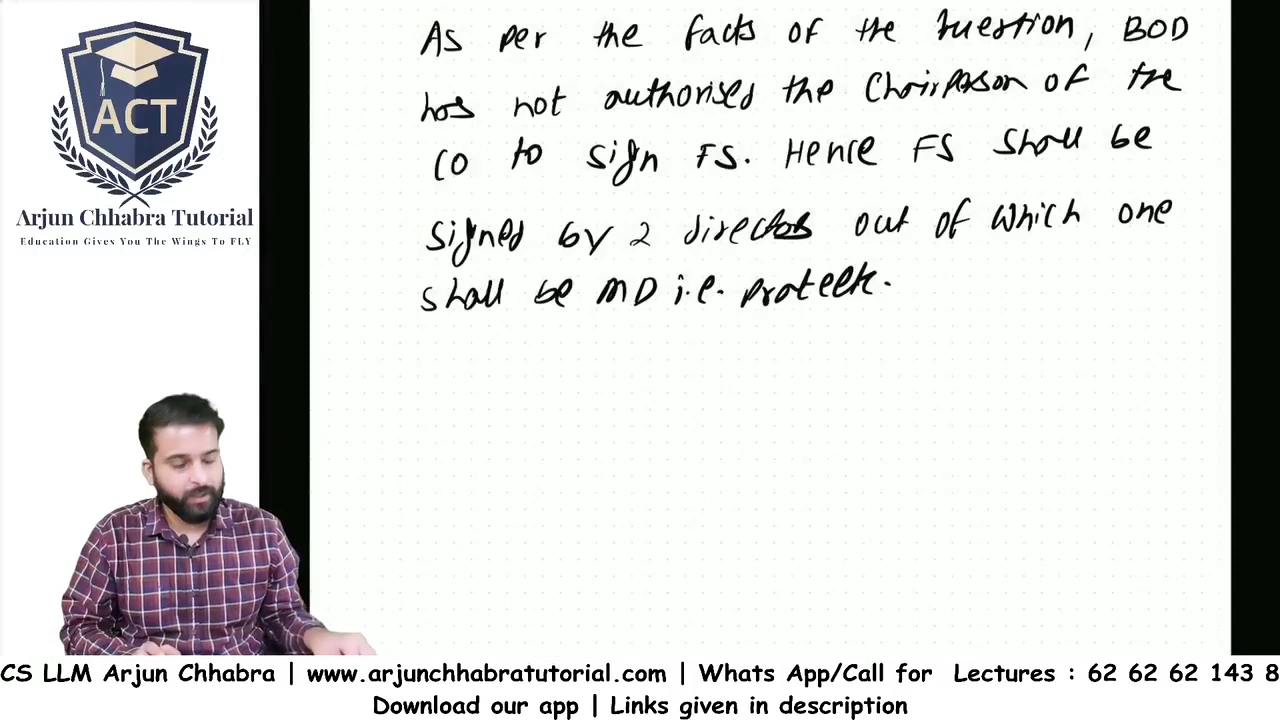 ACT
Arjun Chhabra Tutorial
Education Gives You The Wings To FLY
As per the facts of the question, BOD
has not authorised the Chairperson of the
CO to sign FS. Hence FS shall be
signed by 2 directors out of which one
shall be MD i.e. Prateek.
CS LLM Arjun Chhabra | www.arjunchhabratutorial.com | Whats App/Call for Lectures : 62 62 62 143 8
Download our app | Links given in description